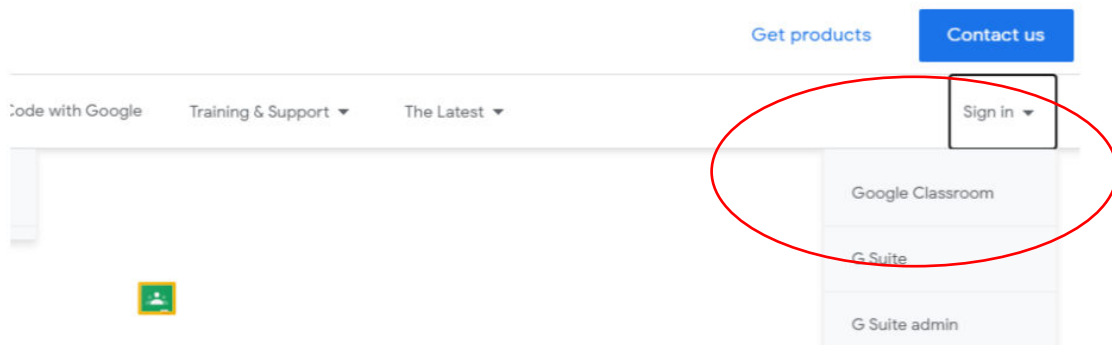 Get products Contact us
Code with Google Training & Support The Latest Sign in
Google Classroom
G Suite
G Suite admin